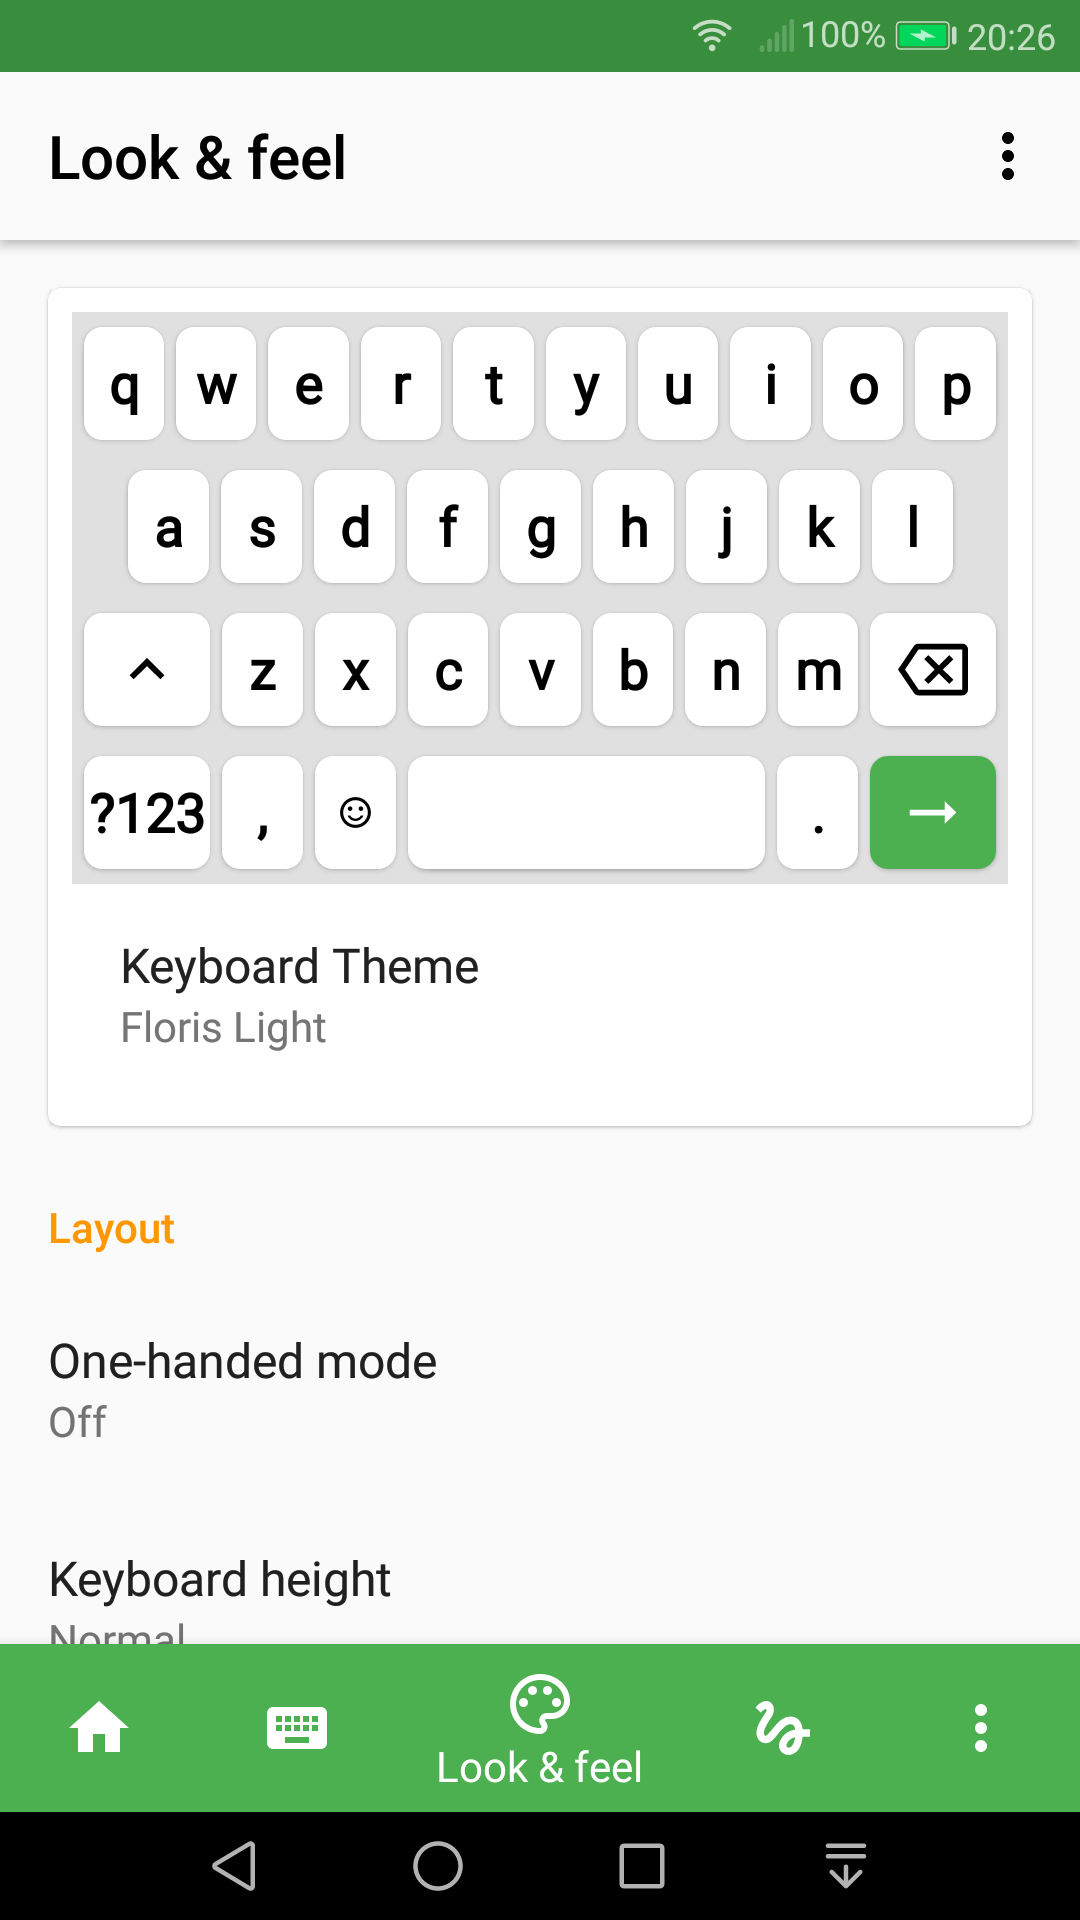 100% 20:26
Look & feel
q w e r t y u i o p
a s d f g h j k l
z x c v b n m
?123 , .
Keyboard Theme
Floris Light
Layout
One-handed mode
Off
Keyboard height
Normal
Look & feel